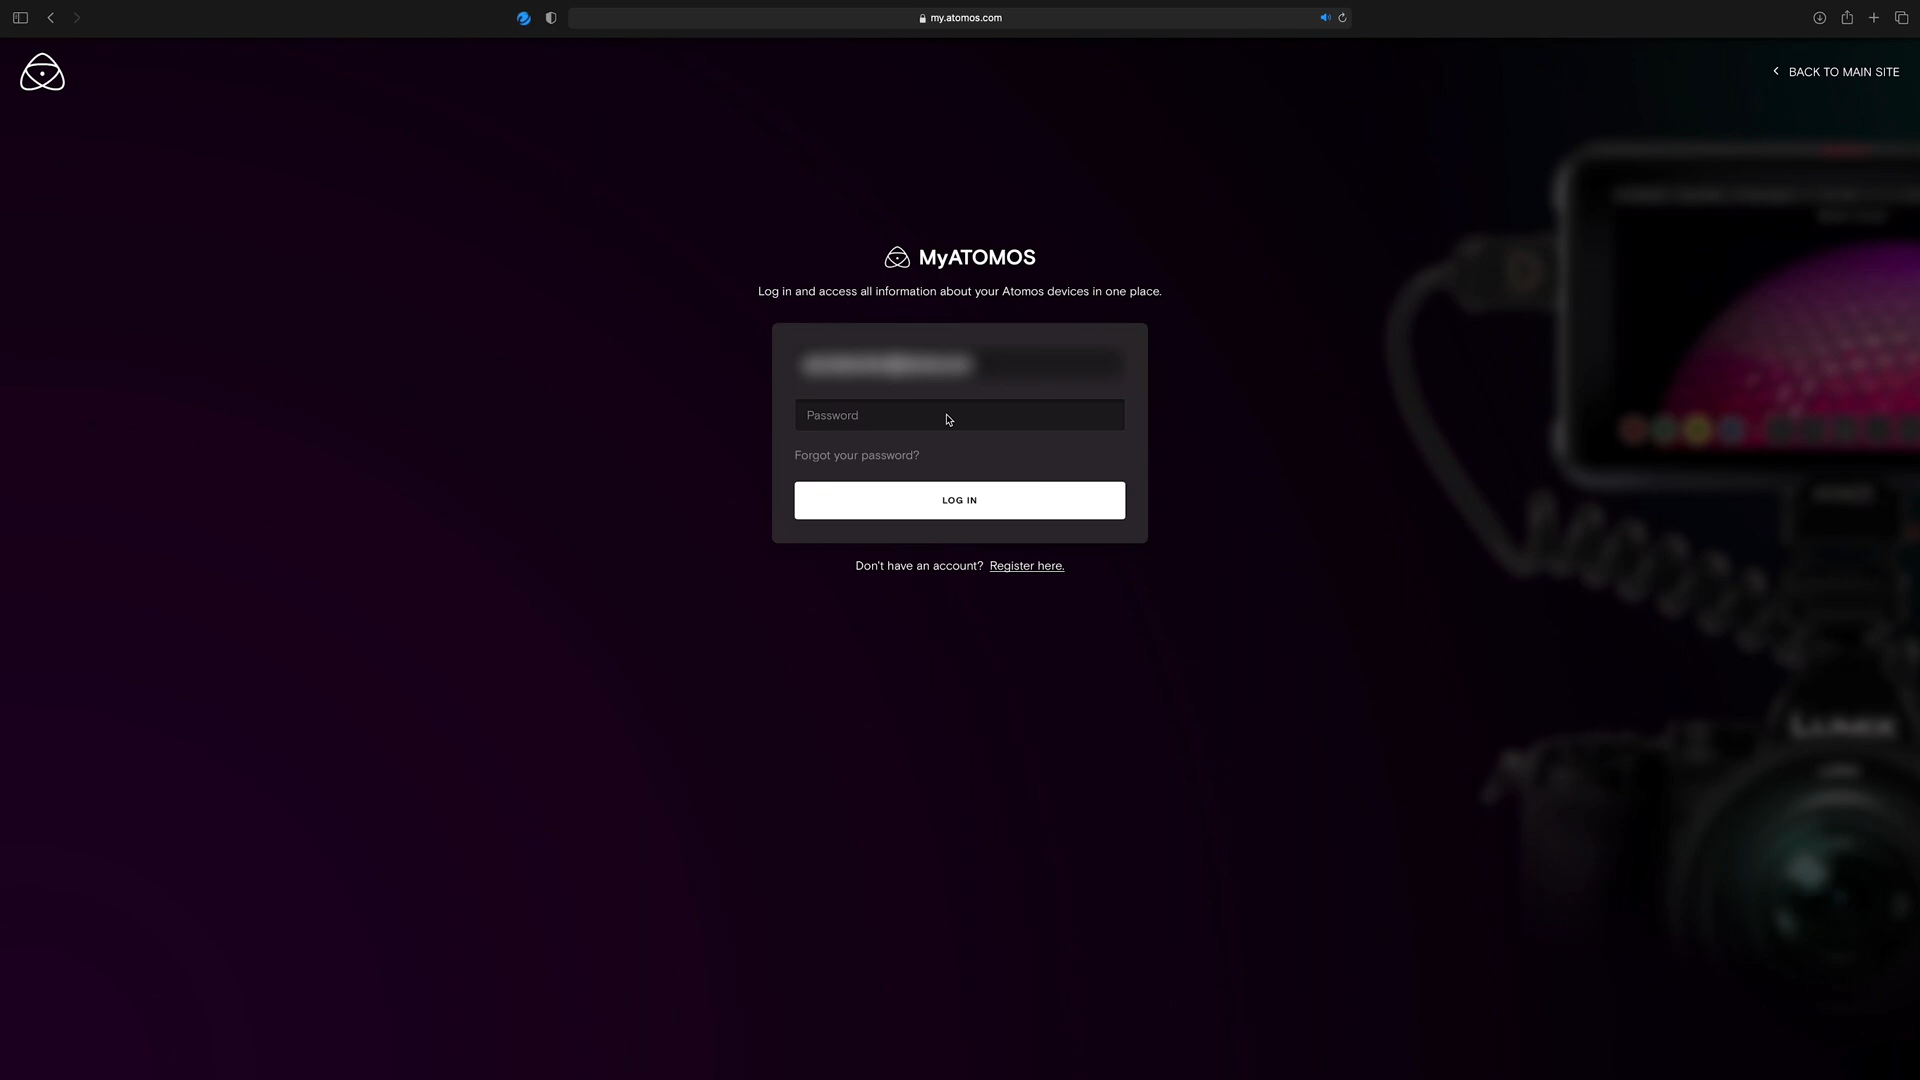 my.atomos.com
BACK TO MAIN SITE
MyATOMOS
Log in and access all information about your Atomos devices in one place.
Password
Forgot your password?
LOG IN
Don't have an account? Register here.
LUMIX